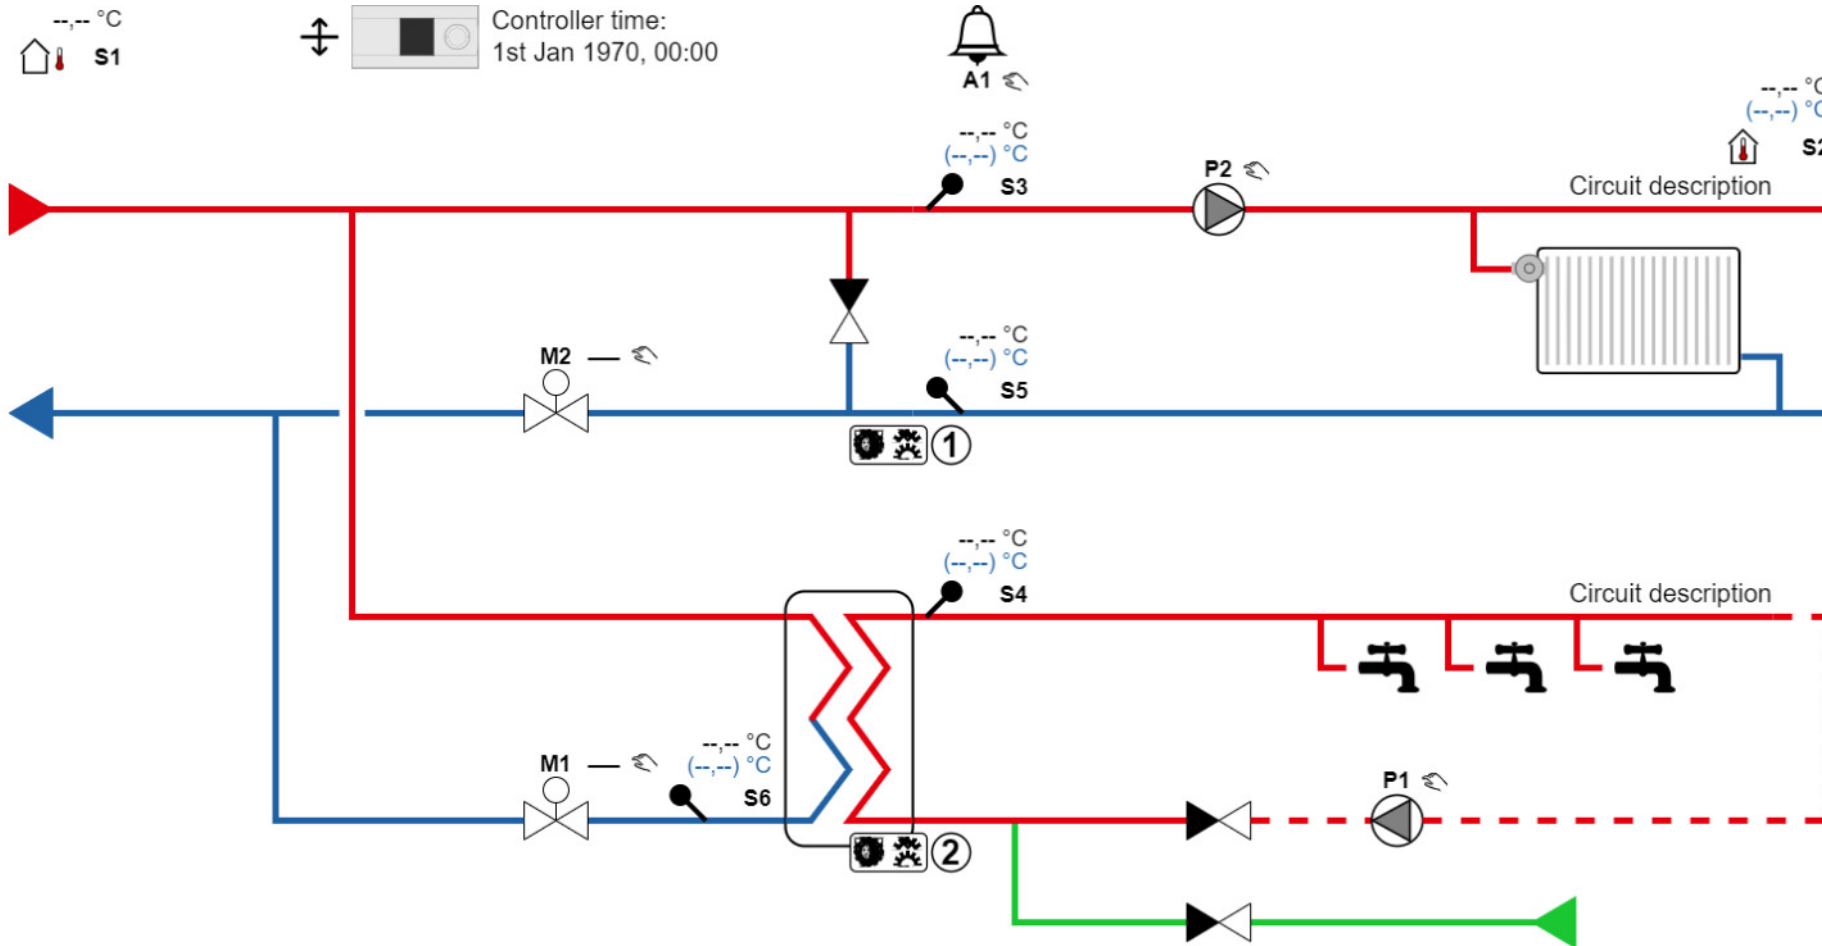 --,-- °C
S1
Controller time:
1st Jan 1970, 00:00
A1
--,-- °C
(--,--) °C
S2
--,-- °C
(--,--) °C
S3
P2
Circuit description
M2
--,-- °C
(--,--) °C
S5
1
--,-- °C
(--,--) °C
S4
Circuit description
M1
--,-- °C
(--,--) °C
S6
P1
2